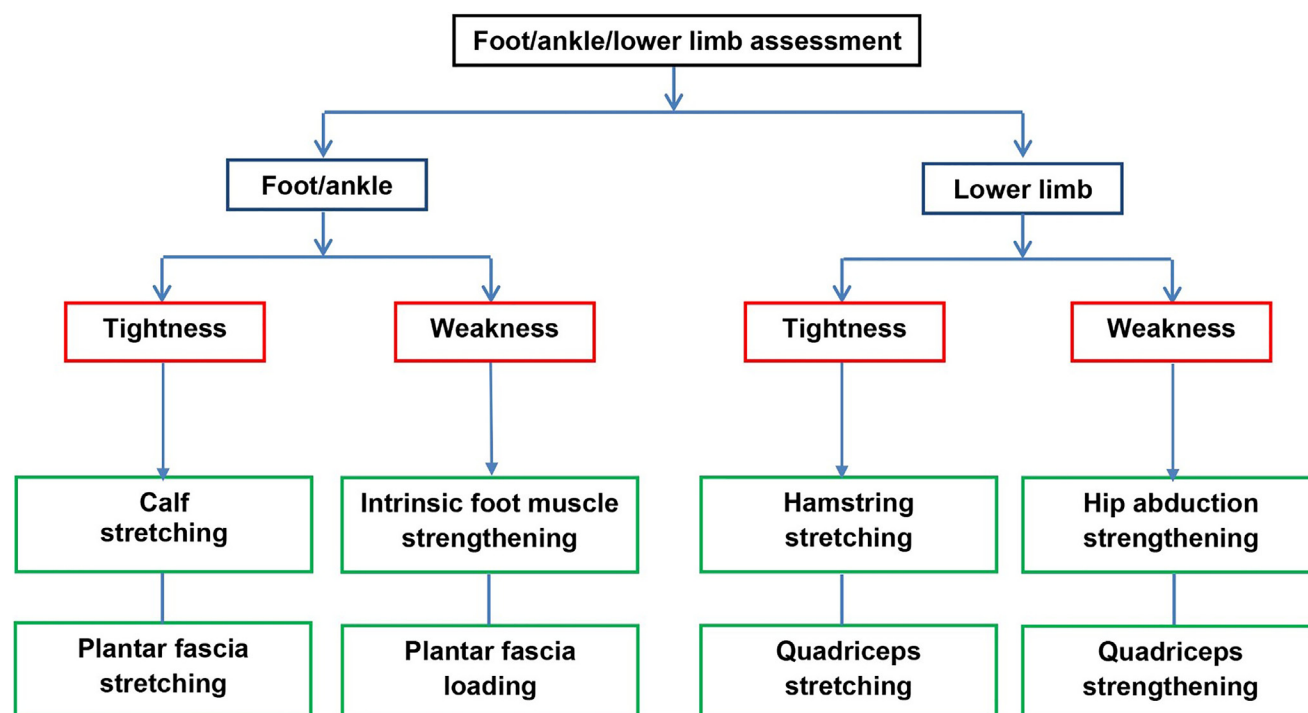 Foot/ankle/lower limb assessment
Foot/ankle
Lower limb
Tightness
Weakness
Tightness
Weakness
Calf
stretching
Intrinsic foot muscle
strengthening
Hamstring
stretching
Hip abduction
strengthening
Plantar fascia
stretching
Plantar fascia
loading
Quadriceps
stretching
Quadriceps
strengthening